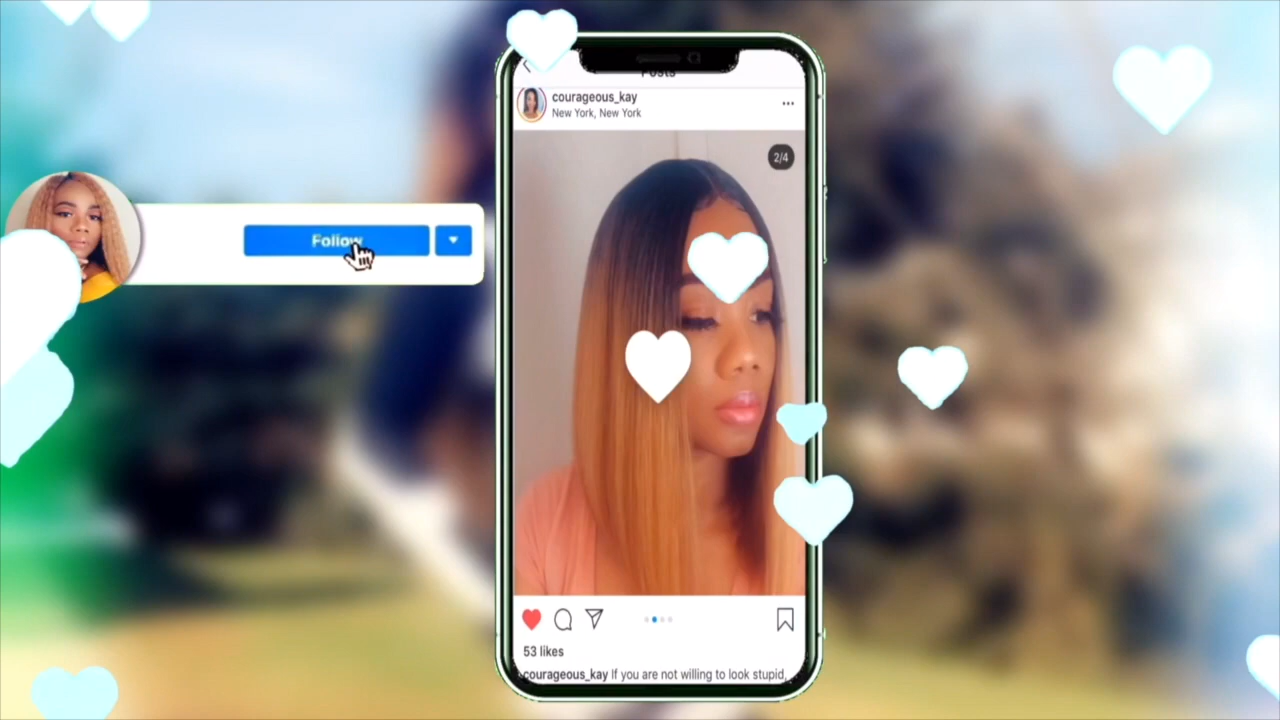 Posts
courageous_kay
New York, New York
2/4
Follow
53 likes
courageous_kay If you are not willing to look stupid,